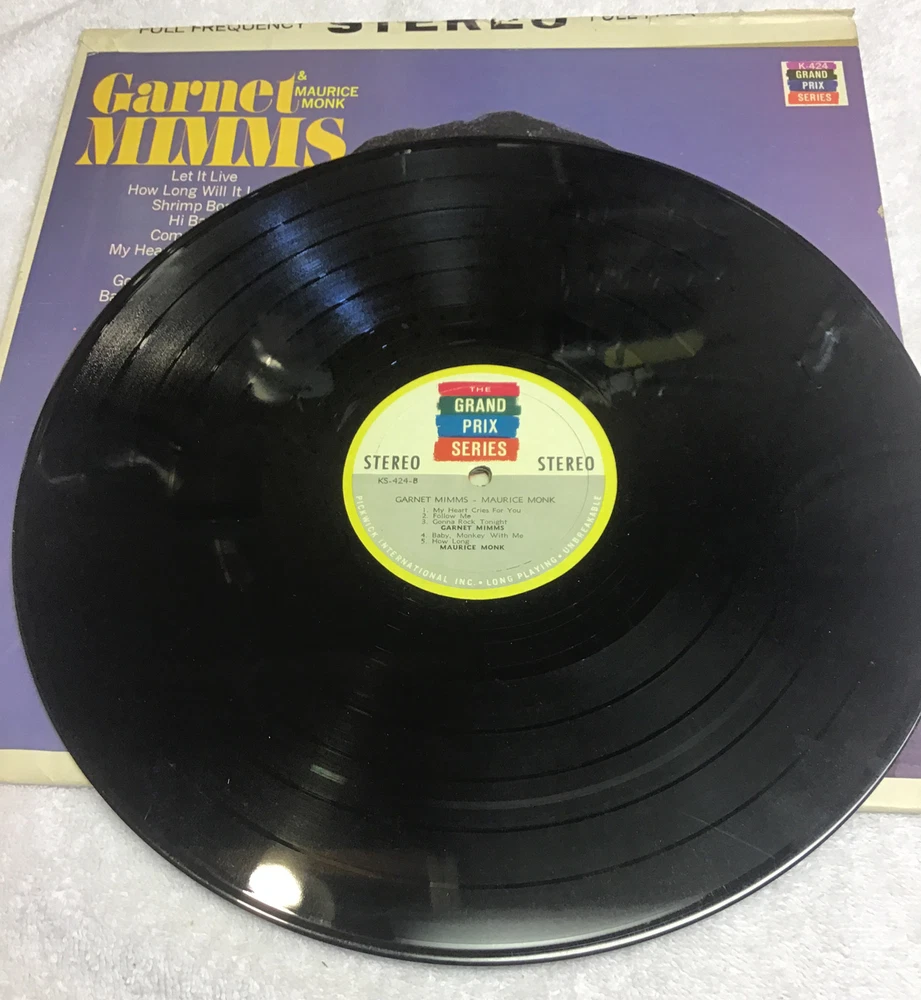 FULL FREQUENCY STEREO
Garnet
& MAURICE
MONK
MIMMS
Let It Live
How Long Will It
Shrimp
Hi
My
K-424
GRAND
PRIX
SERIES
THE
GRAND
PRIX
SERIES
STEREO STEREO
KS-424-B
GARNET MIMMS - MAURICE MONK
1. My Heart Cries For You
2. Follow Me
3. Gonna Rock Tonight
GARNET MIMMS
4. Baby, Monkey With Me
5. How Long
MAURICE MONK
PICKWICK INTERNATIONAL INC. • LONG PLAYING • UNBREAKABLE